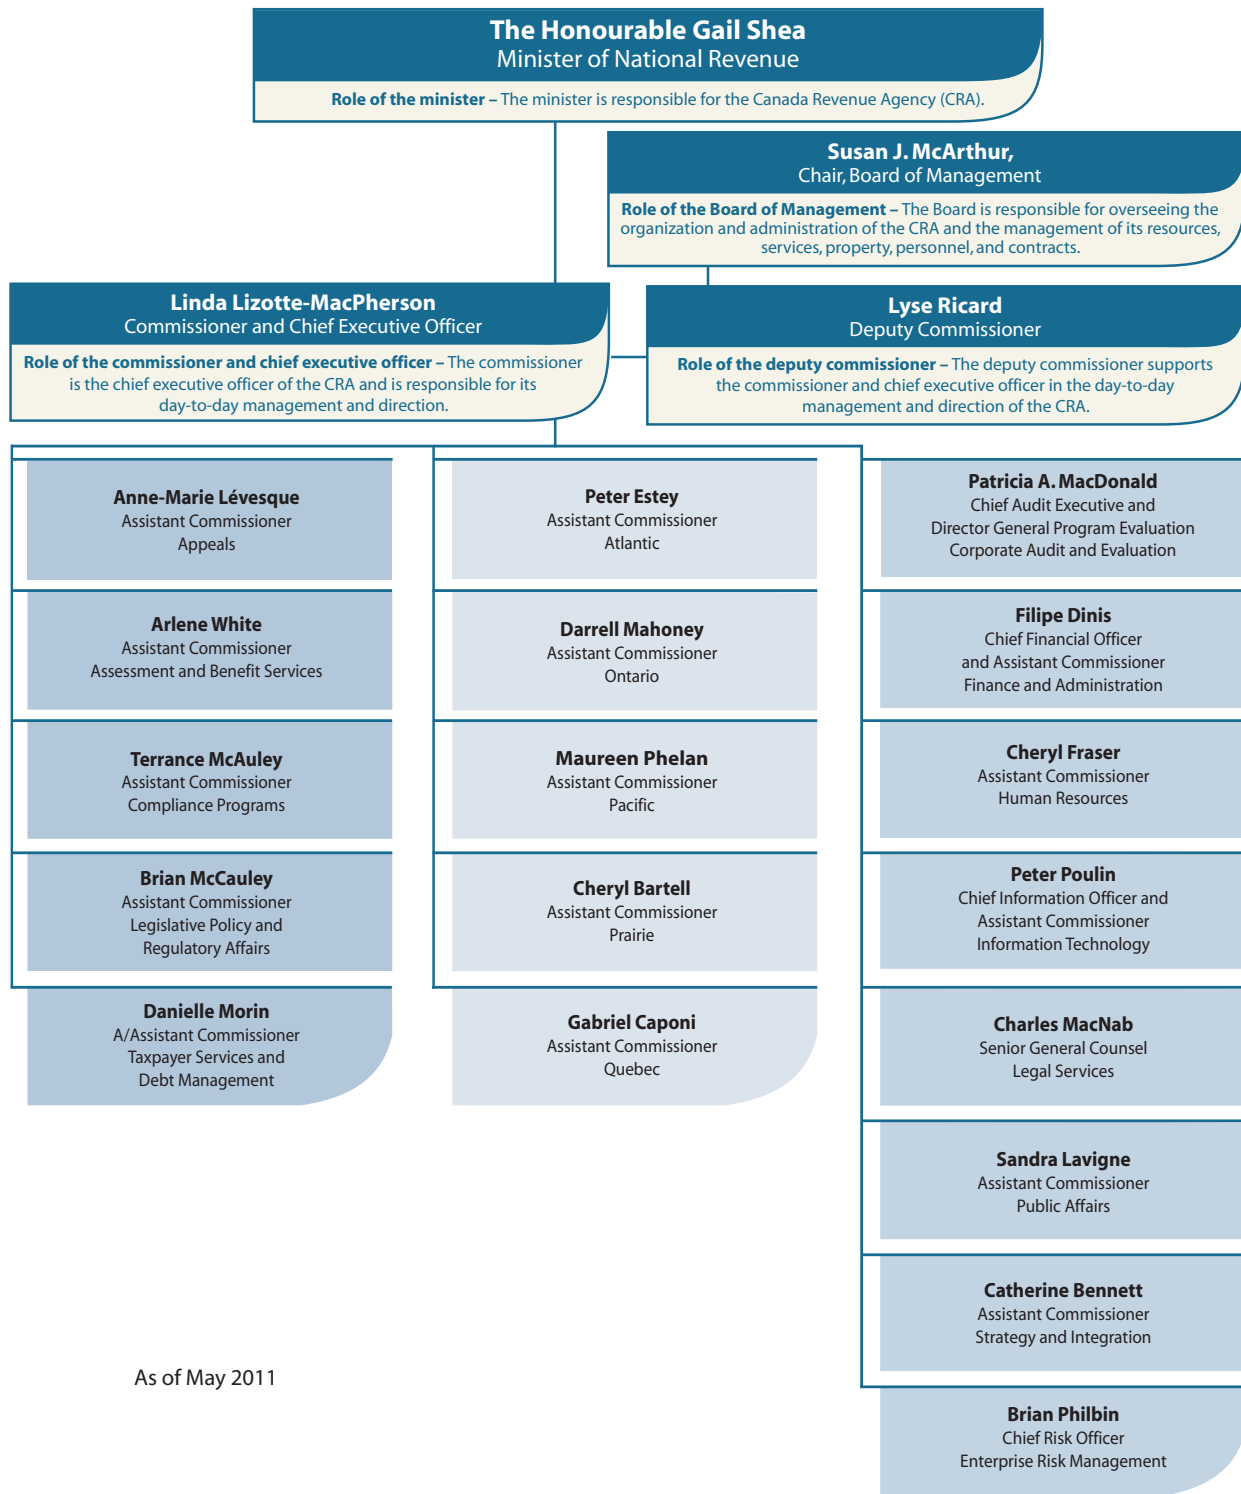 The Honourable Gail Shea
Minister of National Revenue
Role of the minister – The minister is responsible for the Canada Revenue Agency (CRA).
Susan J. McArthur,
Chair, Board of Management
Role of the Board of Management – The Board is responsible for overseeing the
organization and administration of the CRA and the management of its resources,
services, property, personnel, and contracts.
Linda Lizotte-MacPherson
Commissioner and Chief Executive Officer
Role of the commissioner and chief executive officer – The commissioner
is the chief executive officer of the CRA and is responsible for its
day-to-day management and direction.
Lyse Ricard
Deputy Commissioner
Role of the deputy commissioner – The deputy commissioner supports
the commissioner and chief executive officer in the day-to-day
management and direction of the CRA.
Anne-Marie Lévesque
Assistant Commissioner
Appeals
Arlene White
Assistant Commissioner
Assessment and Benefit Services
Terrance McAuley
Assistant Commissioner
Compliance Programs
Brian McCauley
Assistant Commissioner
Legislative Policy and
Regulatory Affairs
Danielle Morin
A/Assistant Commissioner
Taxpayer Services and
Debt Management
Peter Estey
Assistant Commissioner
Atlantic
Darrell Mahoney
Assistant Commissioner
Ontario
Maureen Phelan
Assistant Commissioner
Pacific
Cheryl Bartell
Assistant Commissioner
Prairie
Gabriel Caponi
Assistant Commissioner
Quebec
Patricia A. MacDonald
Chief Audit Executive and
Director General Program Evaluation
Corporate Audit and Evaluation
Filipe Dinis
Chief Financial Officer
and Assistant Commissioner
Finance and Administration
Cheryl Fraser
Assistant Commissioner
Human Resources
Peter Poulin
Chief Information Officer and
Assistant Commissioner
Information Technology
Charles MacNab
Senior General Counsel
Legal Services
Sandra Lavigne
Assistant Commissioner
Public Affairs
Catherine Bennett
Assistant Commissioner
Strategy and Integration
Brian Philbin
Chief Risk Officer
Enterprise Risk Management
As of May 2011